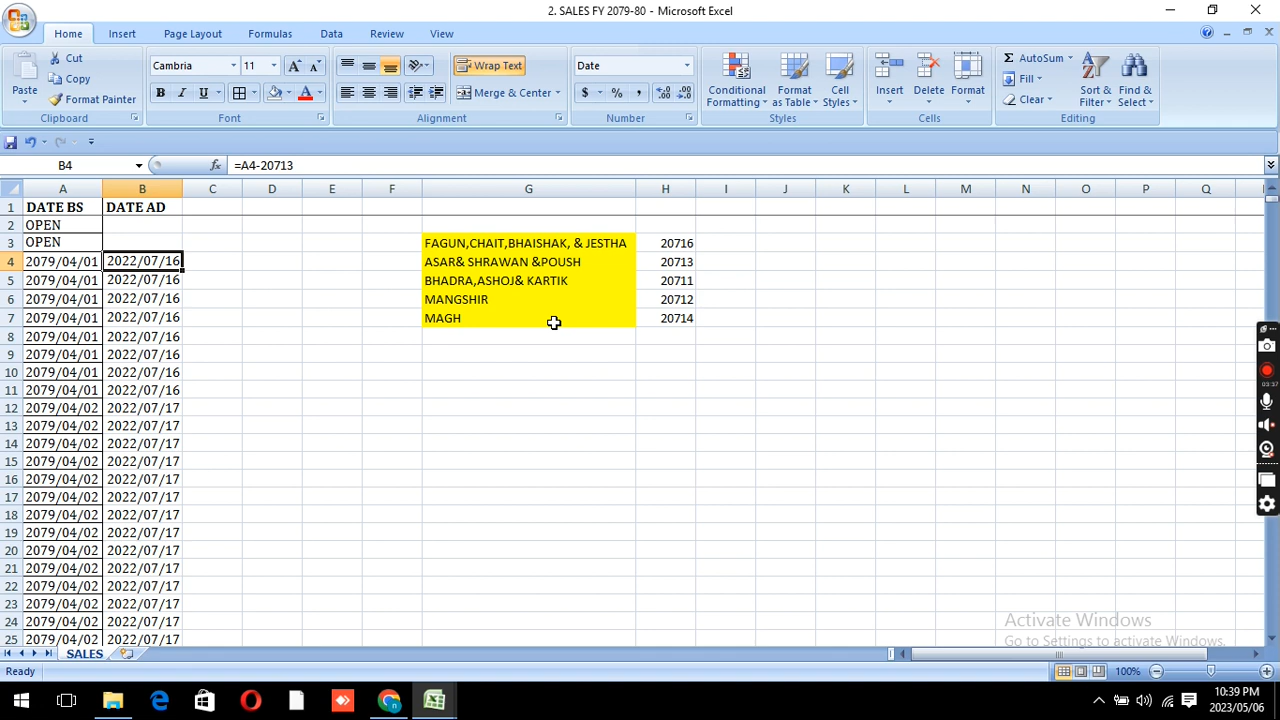 2. SALES FY 2079-80 - Microsoft Excel
Home Insert Page Layout Formulas Data Review View
Cut
Copy
Format Painter
Paste
Clipboard
Cambria 11
B I U
Font
Wrap Text
Merge & Center
Alignment
Date
$ % ,
Number
Conditional Formatting
Format as Table
Cell Styles
Styles
Insert Delete Format
Cells
Σ AutoSum
Fill
Clear
Sort & Filter
Find & Select
Editing
B4 fx =A4-20713
A B C D E F G H I J K L M N O P Q
1 DATE BS DATE AD
2 OPEN
3 OPEN FAGUN,CHAIT,BHAISHAK, & JESTHA 20716
4 2079/04/01 2022/07/16 ASAR& SHRAWAN &POUSH 20713
5 2079/04/01 2022/07/16 BHADRA,ASHOJ& KARTIK 20711
6 2079/04/01 2022/07/16 MANGSHIR 20712
7 2079/04/01 2022/07/16 MAGH 20714
8 2079/04/01 2022/07/16
9 2079/04/01 2022/07/16
10 2079/04/01 2022/07/16
11 2079/04/01 2022/07/16
12 2079/04/02 2022/07/17
13 2079/04/02 2022/07/17
14 2079/04/02 2022/07/17
15 2079/04/02 2022/07/17
16 2079/04/02 2022/07/17
17 2079/04/02 2022/07/17
18 2079/04/02 2022/07/17
19 2079/04/02 2022/07/17
20 2079/04/02 2022/07/17
21 2079/04/02 2022/07/17
22 2079/04/02 2022/07/17
23 2079/04/02 2022/07/17
24 2079/04/02 2022/07/17
25 2079/04/02 2022/07/17
03:37
Activate Windows
Go to Settings to activate Windows.
SALES
Ready 100%
10:39 PM
2023/05/06